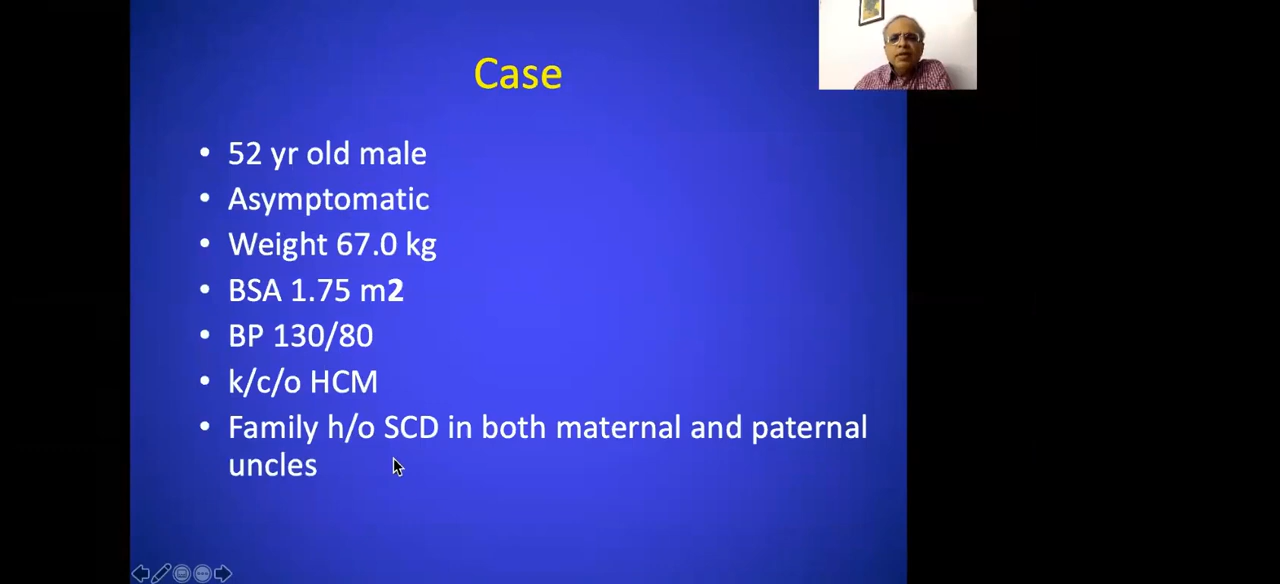 Case
• 52 yr old male
• Asymptomatic
• Weight 67.0 kg
• BSA 1.75 m2
• BP 130/80
• k/c/o HCM
• Family h/o SCD in both maternal and paternal
uncles